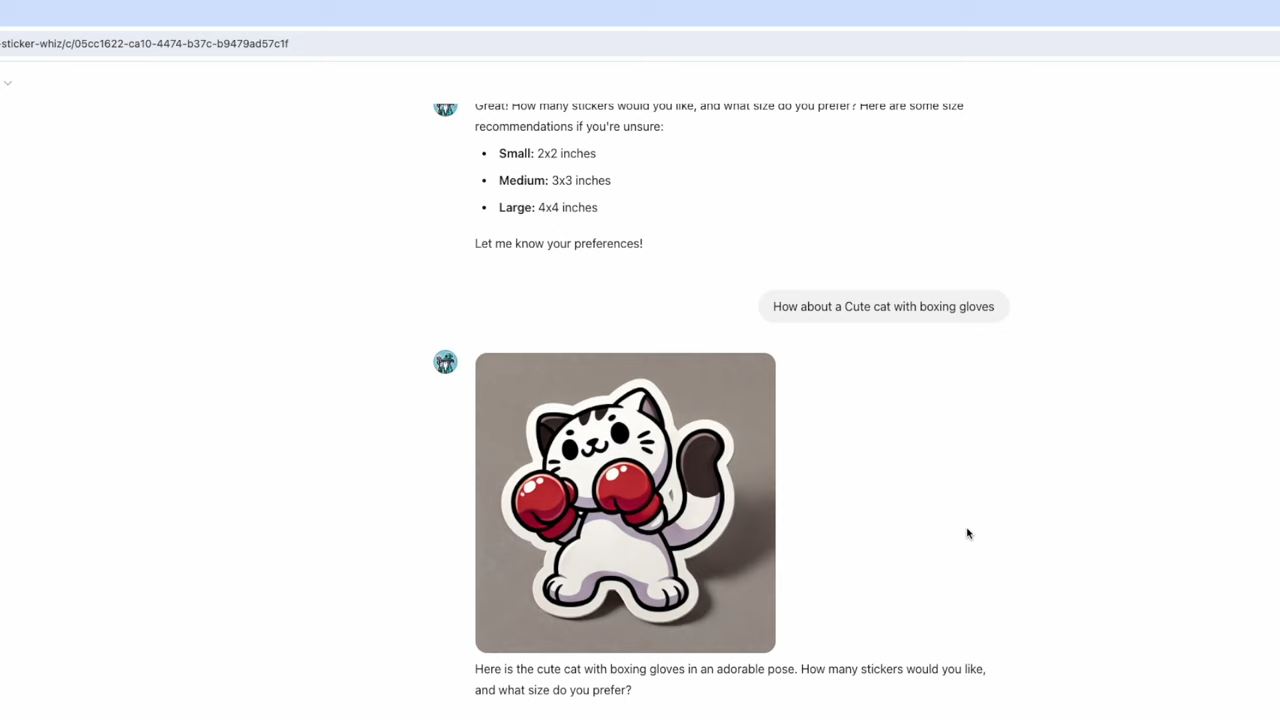 -sticker-whiz/c/05cc1622-ca10-4474-b37c-b9479ad57c1f
Great! How many stickers would you like, and what size do you prefer? Here are some size
recommendations if you're unsure:
• Small: 2x2 inches
• Medium: 3x3 inches
• Large: 4x4 inches
Let me know your preferences!
How about a Cute cat with boxing gloves
Here is the cute cat with boxing gloves in an adorable pose. How many stickers would you like,
and what size do you prefer?